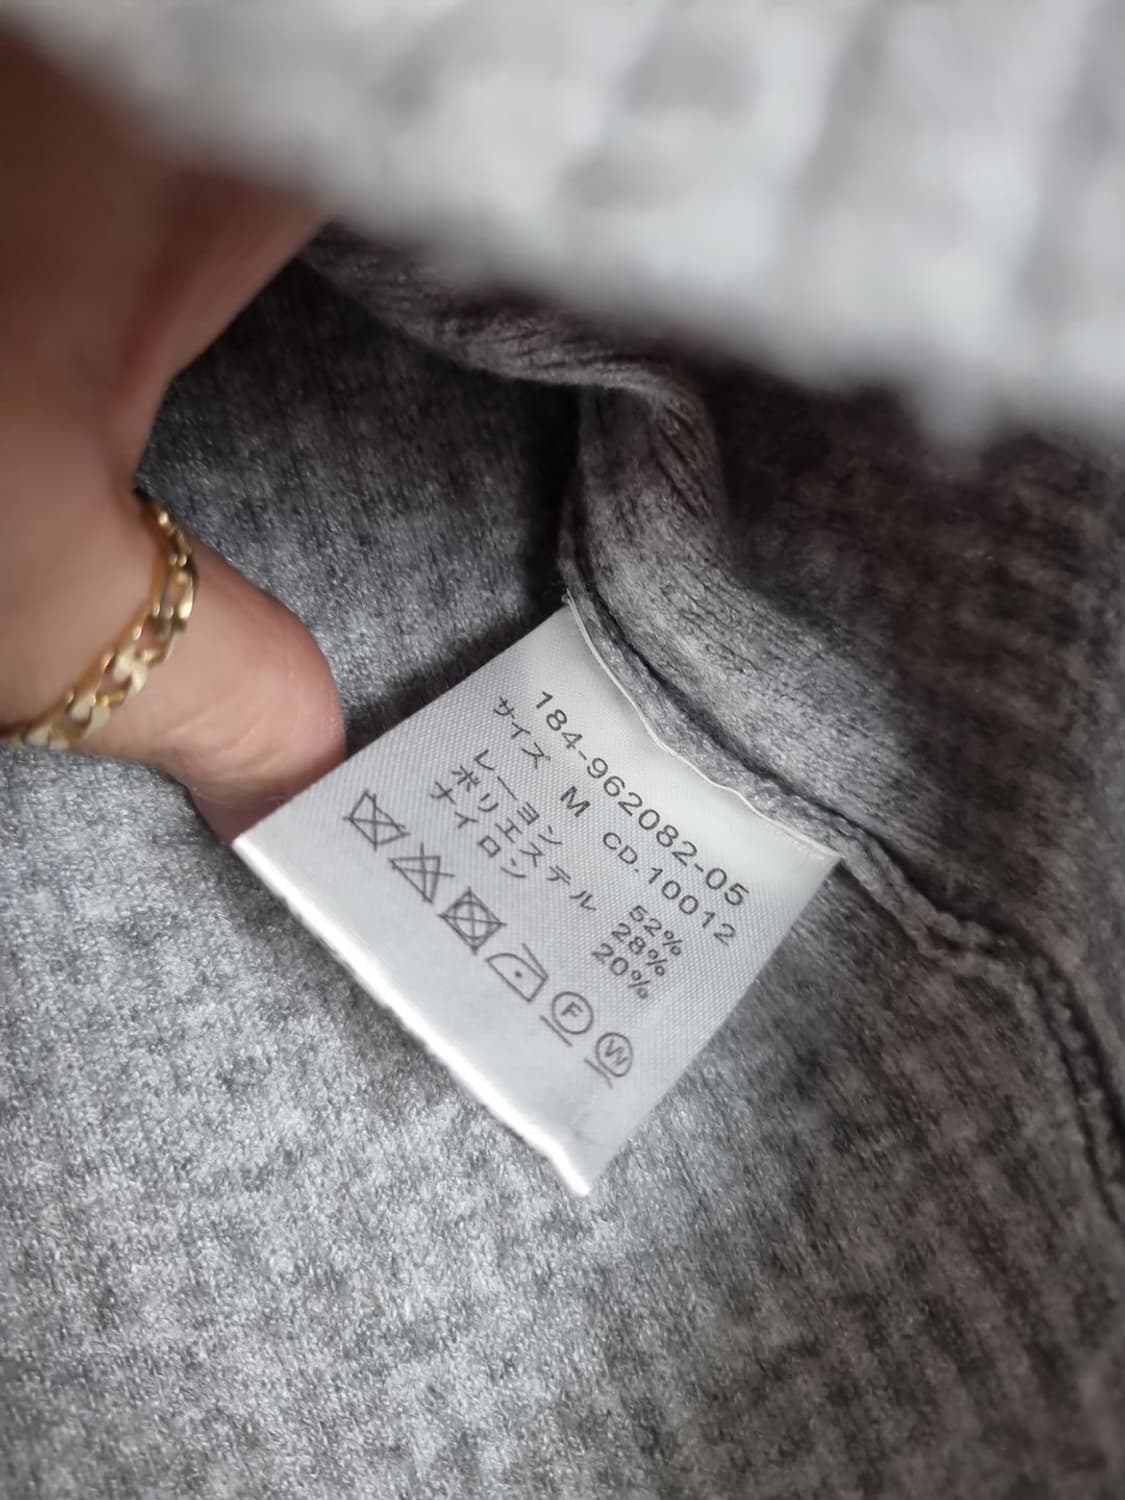 184-962082-05
サイズ M CD.10012
レーヨン 52%
ポリエステル 28%
ナイロン 20%
F W